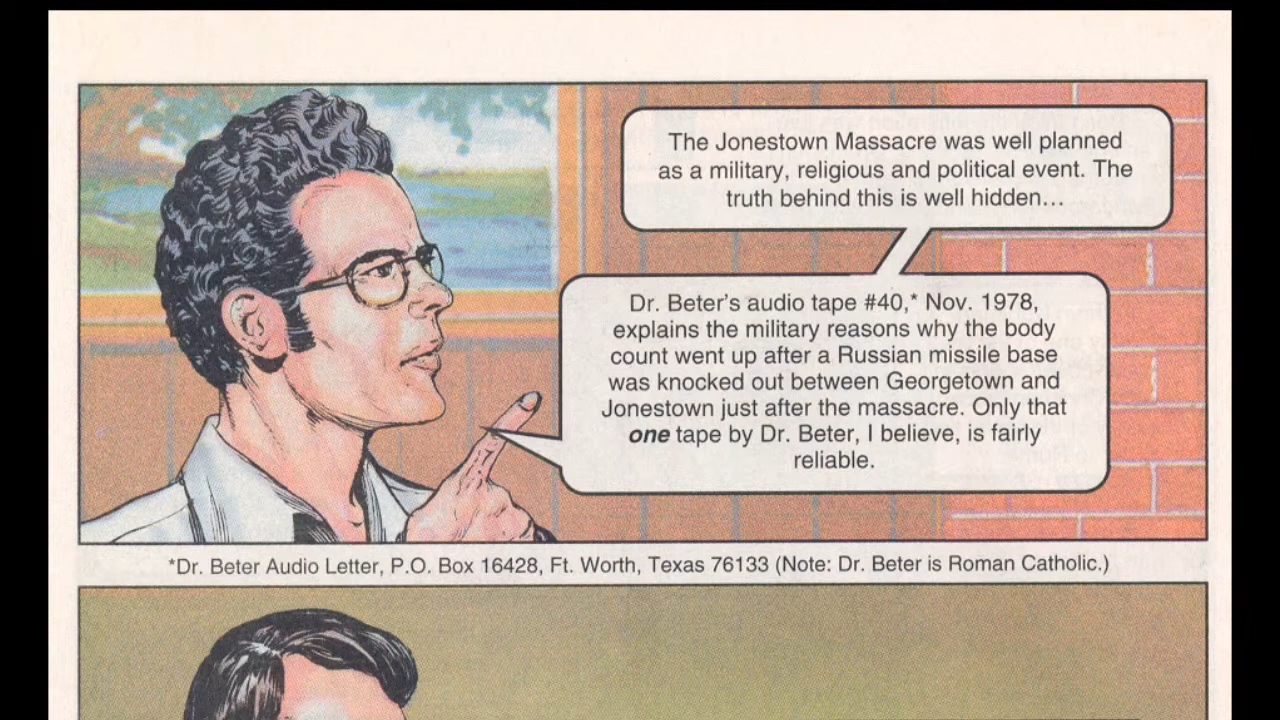 The Jonestown Massacre was well planned
as a military, religious and political event. The
truth behind this is well hidden...
Dr. Beter's audio tape #40,* Nov. 1978,
explains the military reasons why the body
count went up after a Russian missile base
was knocked out between Georgetown and
Jonestown just after the massacre. Only that
one tape by Dr. Beter, I believe, is fairly
reliable.
*Dr. Beter Audio Letter, P.O. Box 16428, Ft. Worth, Texas 76133 (Note: Dr. Beter is Roman Catholic.)